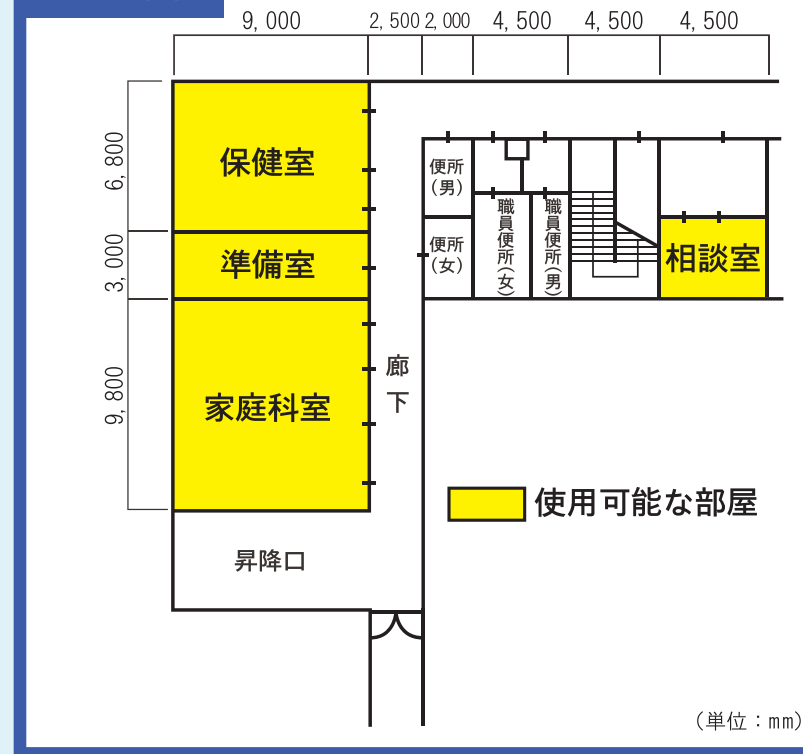 9,000 2,500 2,000 4,500 4,500 4,500
6,800
3,000
9,800
保健室
準備室
家庭科室
昇降口
廊下
便所
(男)
便所
(女)
職員便所(女)
職員便所(男)
相談室
使用可能な部屋
(単位:mm)